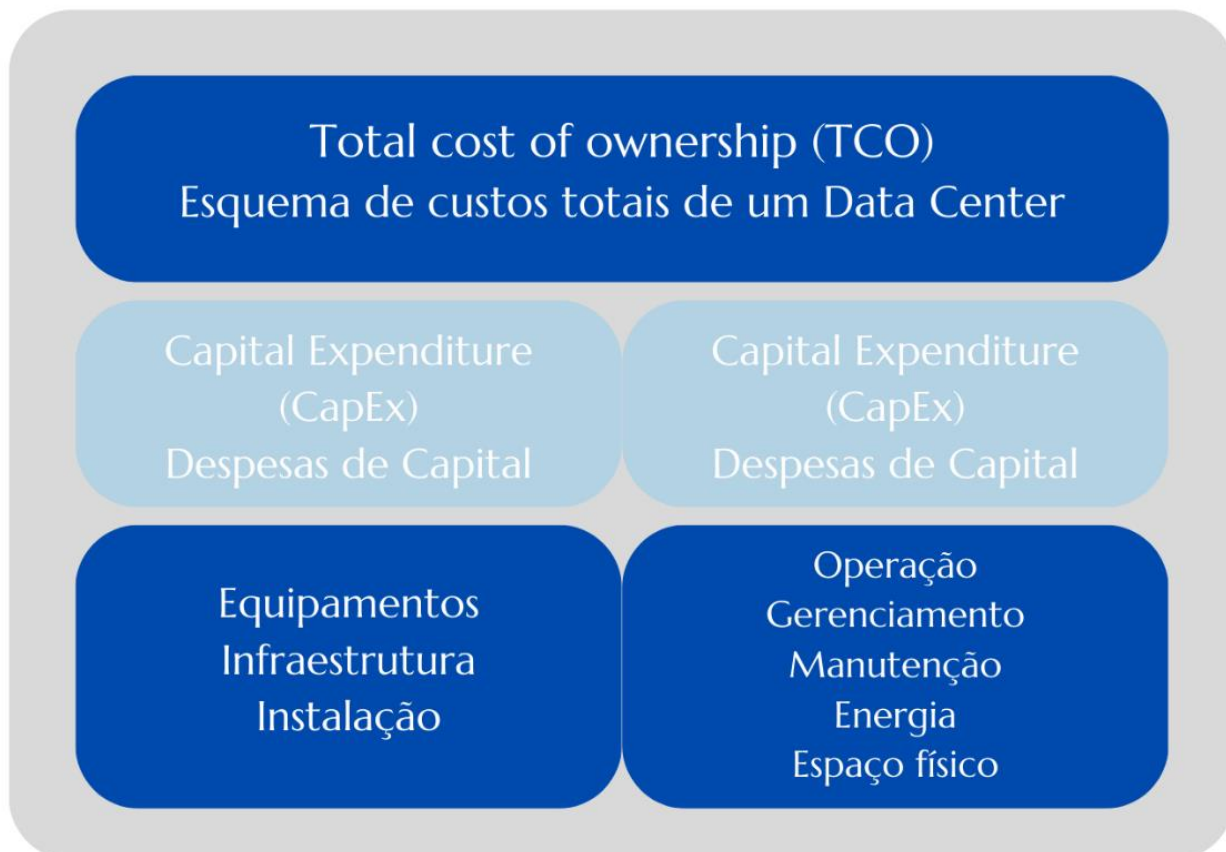 Total cost of ownership (TCO)
Esquema de custos totais de um Data Center
Capital Expenditure
(CapEx)
Despesas de Capital
Capital Expenditure
(CapEx)
Despesas de Capital
Equipamentos
Infraestrutura
Instalação
Operação
Gerenciamento
Manutenção
Energia
Espaço físico